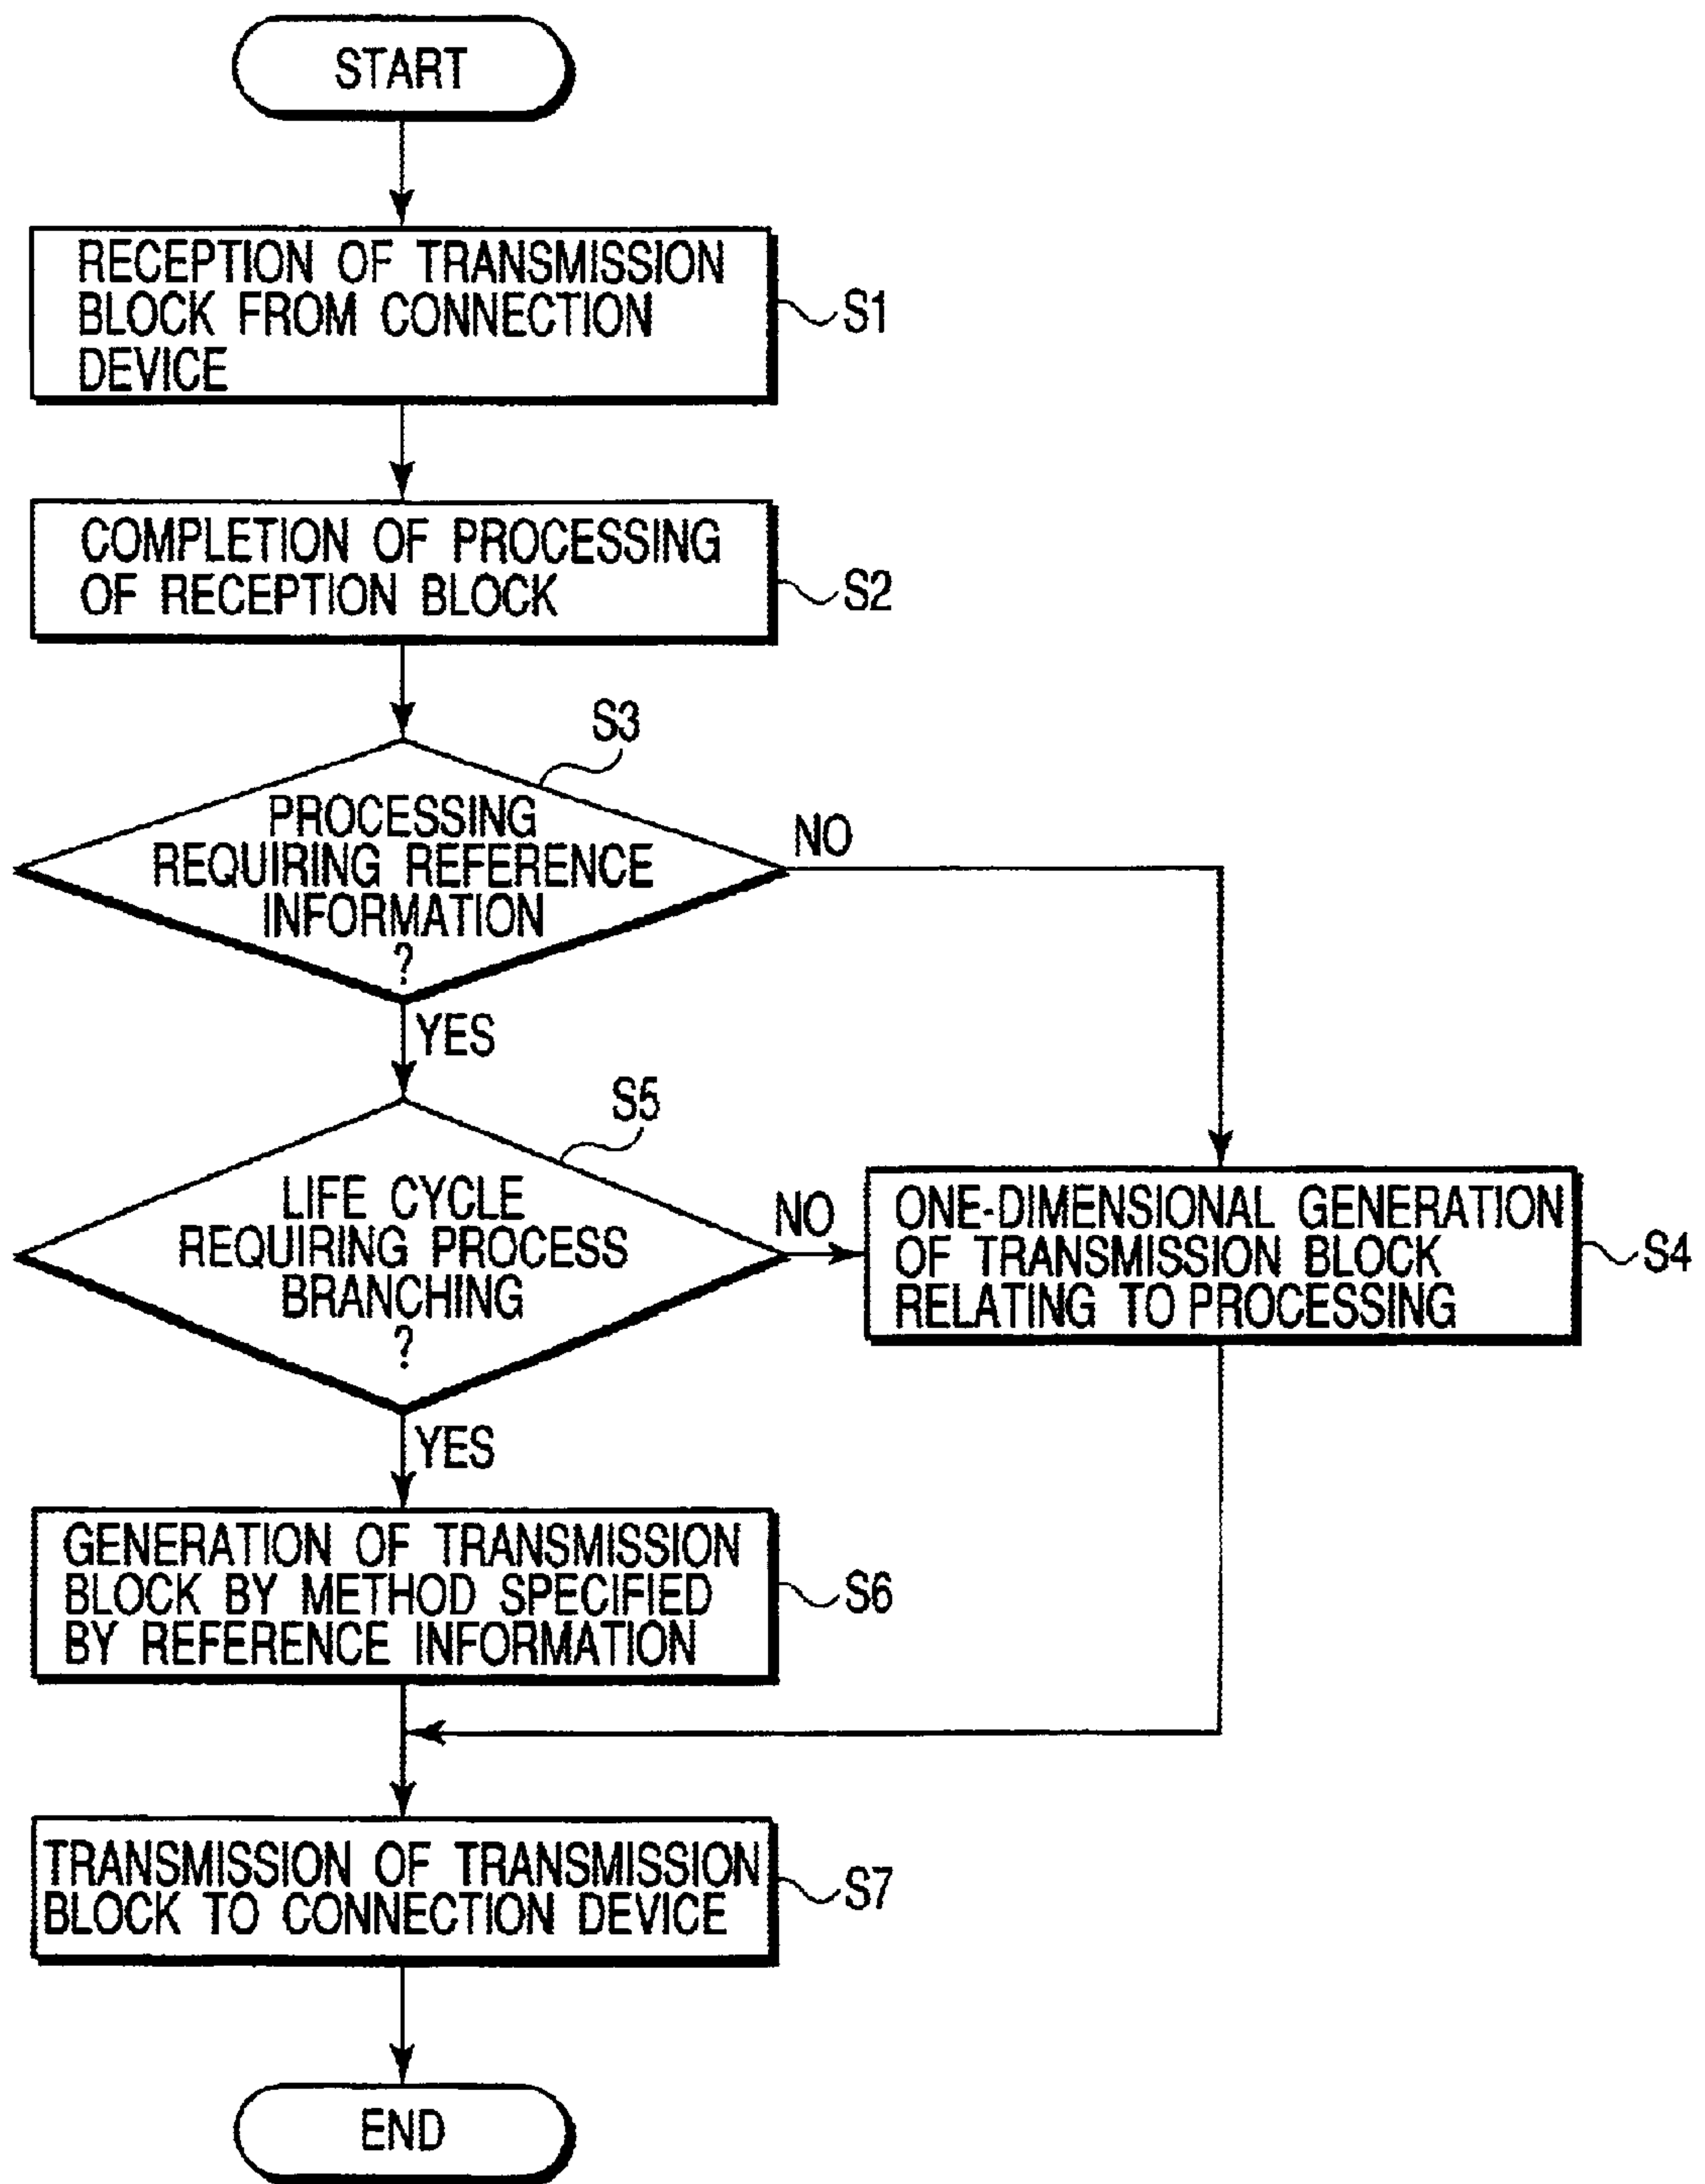 START
RECEPTION OF TRANSMISSION
BLOCK FROM CONNECTION
DEVICE
S1
COMPLETION OF PROCESSING
OF RECEPTION BLOCK
S2
S3
PROCESSING
REQUIRING REFERENCE
INFORMATION
?
NO
YES
S5
LIFE CYCLE
REQUIRING PROCESS
BRANCHING
?
NO
ONE-DIMENSIONAL GENERATION
OF TRANSMISSION BLOCK
RELATING TO PROCESSING
S4
YES
GENERATION OF TRANSMISSION
BLOCK BY METHOD SPECIFIED
BY REFERENCE INFORMATION
S6
TRANSMISSION OF TRANSMISSION
BLOCK TO CONNECTION DEVICE
S7
END